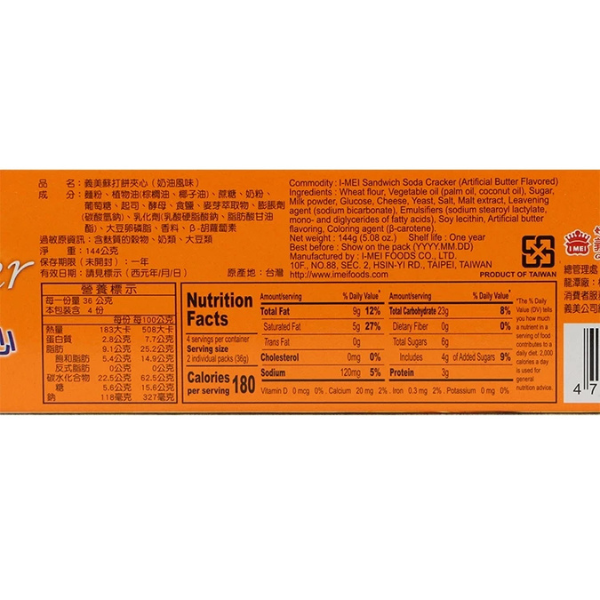 品　名：義美蘇打餅夾心（奶油風味）
成　分：麵粉、植物油(棕櫚油、椰子油)、蔗糖、奶粉、
葡萄糖、起司、酵母、食鹽、麥芽萃取物、膨脹劑
(碳酸氫鈉)、乳化劑(乳酸硬脂酸鈉、脂肪酸甘油
酯)、大豆卵磷脂、香料、β-胡蘿蔔素
過敏原資訊：含麩質的穀物、奶類、大豆類
淨　重：144公克
保存期限（未開封）：一年
有效日期：請見標示（西元年/月/日）　原產地：台灣
Commodity : I-MEI Sandwich Soda Cracker (Artificial Butter Flavored)
Ingredients : Wheat flour, Vegetable oil (palm oil, coconut oil), Sugar,
Milk powder, Glucose, Cheese, Yeast, Salt, Malt extract, Leavening
agent (sodium bicarbonate), Emulsifiers (sodium stearoyl lactylate,
mono- and diglycerides of fatty acids), Soy lecithin, Artificial butter
flavoring, Coloring agent (β-carotene).
Net weight : 144g (5.08 oz.) Shelf life : One year
Best before : Show on the pack (YYYY.MM.DD)
Manufactured by : I-MEI FOODS CO., LTD.
10F., NO.88, SEC. 2, HSIN-YI RD., TAIPEI, TAIWAN
http://www.imeifoods.com
PRODUCT OF TAIWAN
I-MEI
總管理處
龍潭廠：
消費者服
義美公司
er
心
營養標示
每一份量 36 公克
本包裝含 4 份
每份 每100公克
熱量 183大卡 508大卡
蛋白質 2.8公克 7.7公克
脂肪 9.1公克 25.2公克
飽和脂肪 5.4公克 14.9公克
反式脂肪 0公克 0公克
碳水化合物 22.5公克 62.5公克
糖 5.6公克 15.6公克
鈉 118毫克 327毫克
Nutrition
Facts
4 servings per container
Serving size
2 individual packs (36g)
Calories
per serving 180
Amount/serving % Daily Value*
Total Fat 9g 12%
Saturated Fat 5g 27%
Trans Fat 0g
Cholesterol 0mg 0%
Sodium 120mg 5%
Amount/serving % Daily Value*
Total Carbohydrate 23g 8%
Dietary Fiber 0g 0%
Total Sugars 6g
Includes 4g of Added Sugars 9%
Protein 3g
Vitamin D 0 mcg 0% . Calcium 20 mg 2% . Iron 0.3 mg 2% . Potassium 0 mg 0%
*The % Daily
Value (DV) tells
you how much
a nutrient in a
serving of food
contributes to a
daily diet. 2,000
calories a day
is used for
general
nutrition advice.
4 7